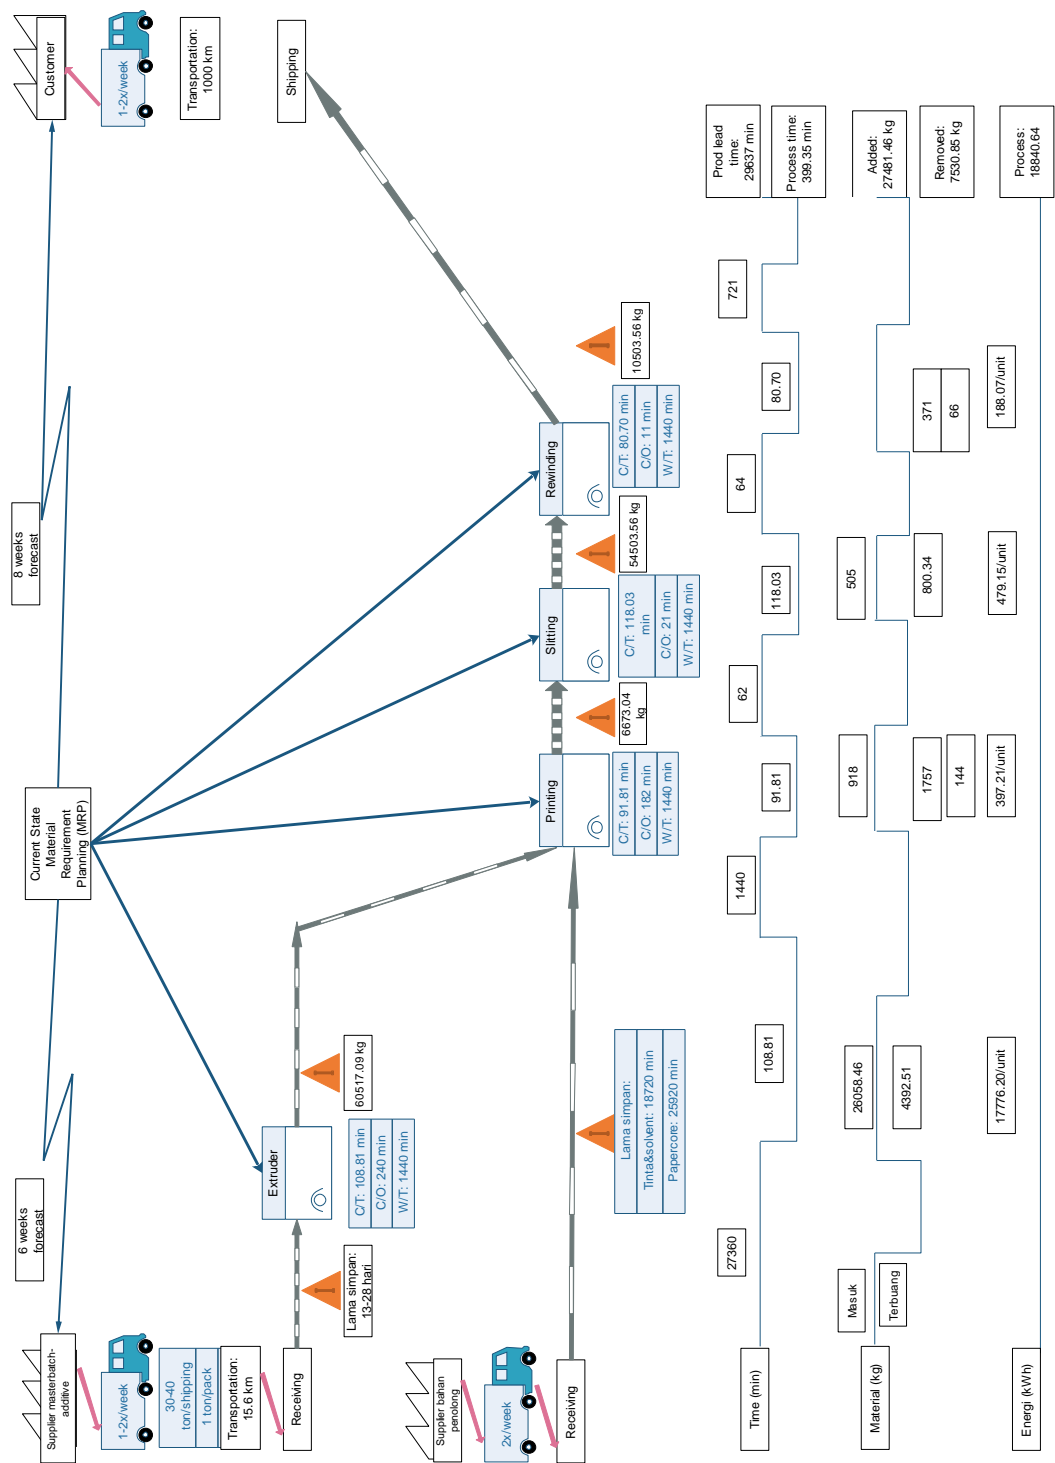 Supplier masterbatch-
additive
6 weeks
forecast
Current State
Material
Requirement
Planning (MRP)
8 weeks
forecast
Customer
1-2x/week
30-40
ton/shipping
1 ton/pack
Transportation:
15.6 km
Receiving
1-2x/week
Transportation:
1000 km
Shipping
Lama simpan:
13-28 hari
Extruder
C/T: 108.81 min
C/O: 240 min
W/T: 1440 min
60517.09 kg
Supplier bahan
penolong
2x/week
Receiving
Lama simpan:
Tinta&solvent: 18720 min
Papercore: 25920 min
Printing
C/T: 91.81 min
C/O: 182 min
W/T: 1440 min
6673.04
kg
Slitting
C/T: 118.03
min
C/O: 21 min
W/T: 1440 min
54503.56 kg
Rewinding
C/T: 80.70 min
C/O: 11 min
W/T: 1440 min
10503.56 kg
Time (min)
27360
108.81
1440
91.81
62
118.03
64
80.70
721
Prod lead
time:
29637 min
Process time:
399.35 min
Material (kg)
Masuk
Terbuang
26058.46
4392.51
918
1757
144
505
800.34
371
66
Added:
27481.46 kg
Removed:
7530.85 kg
Energi (kWh)
17776.20/unit
397.21/unit
479.15/unit
188.07/unit
Process:
18840.64